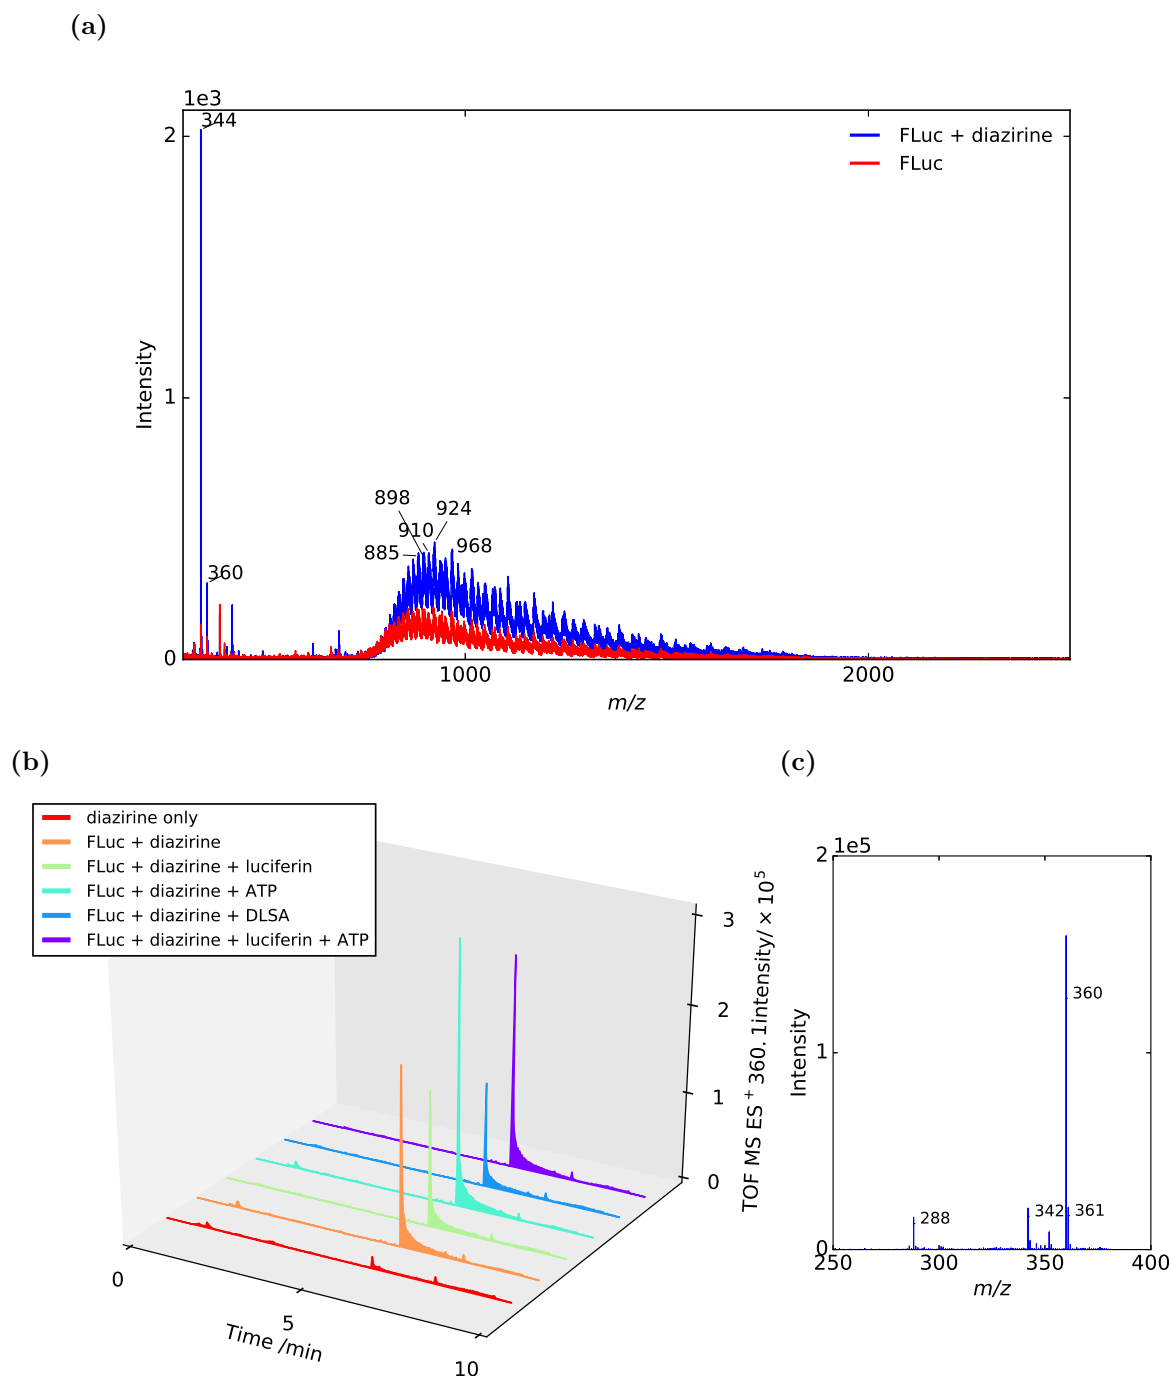 (a)
1e3
344
2
FLuc + diazirine
FLuc
Intensity
1
898
924
910
885
968
360
0
1000
2000
m/z
(b)
(c)
diazirine only
FLuc + diazirine
FLuc + diazirine + luciferin
FLuc + diazirine + ATP
FLuc + diazirine + DLSA
FLuc + diazirine + luciferin + ATP
3
2
1
0
TOF MS ES⁺ 360.1intensity/×10⁵
0
5
10
Time /min
1e5
2
360
Intensity
1
288
342
361
0
250
300
350
400
m/z